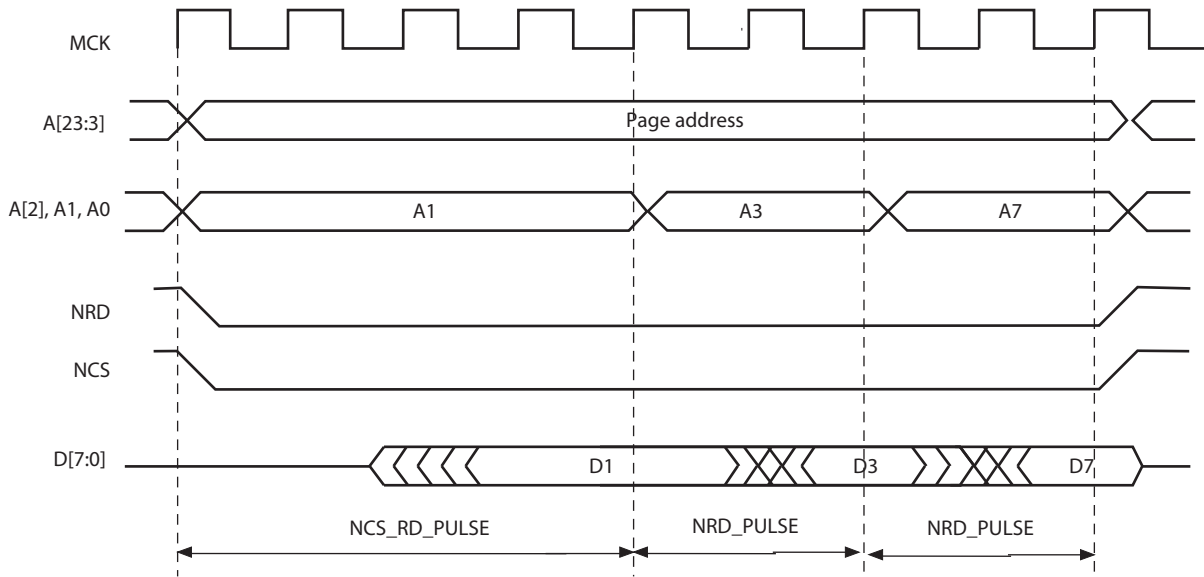 MCK
A[23:3]
Page address
A[2], A1, A0
A1
A3
A7
NRD
NCS
D[7:0]
D1
D3
D7
NCS_RD_PULSE
NRD_PULSE
NRD_PULSE